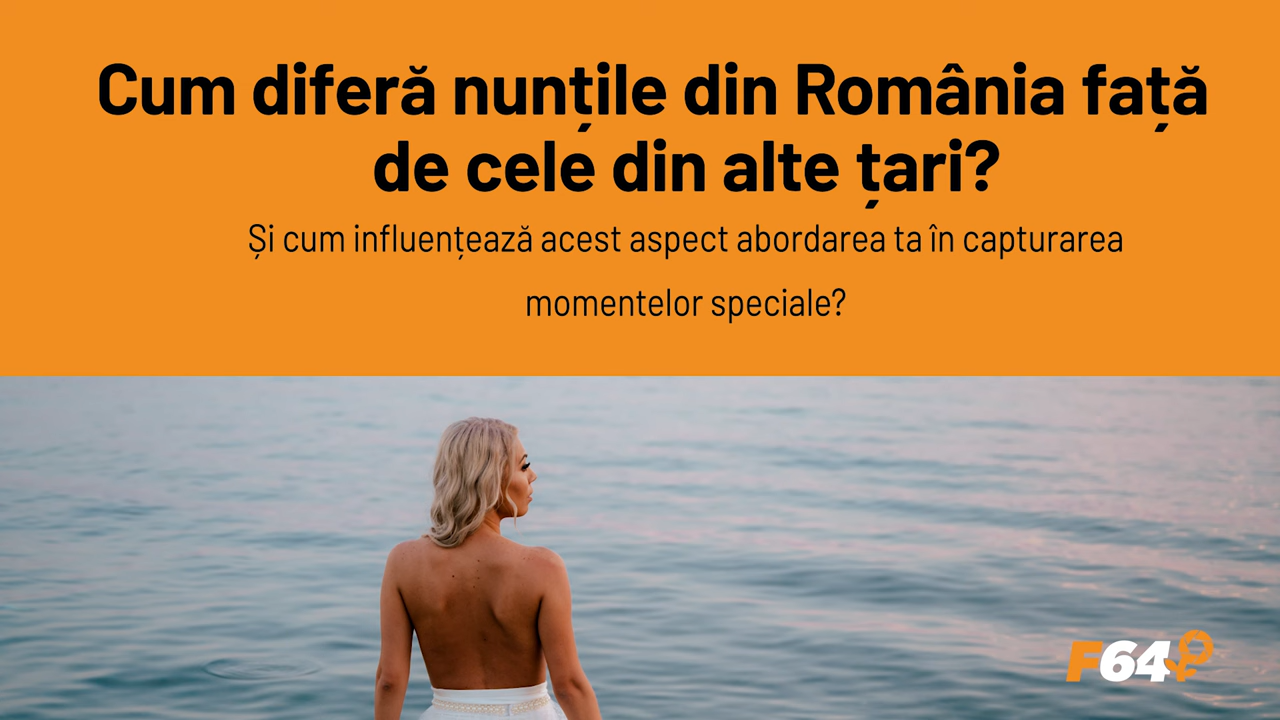 Cum diferă nunțile din România față
de cele din alte țari?
Și cum influențează acest aspect abordarea ta în capturarea
momentelor speciale?
F64